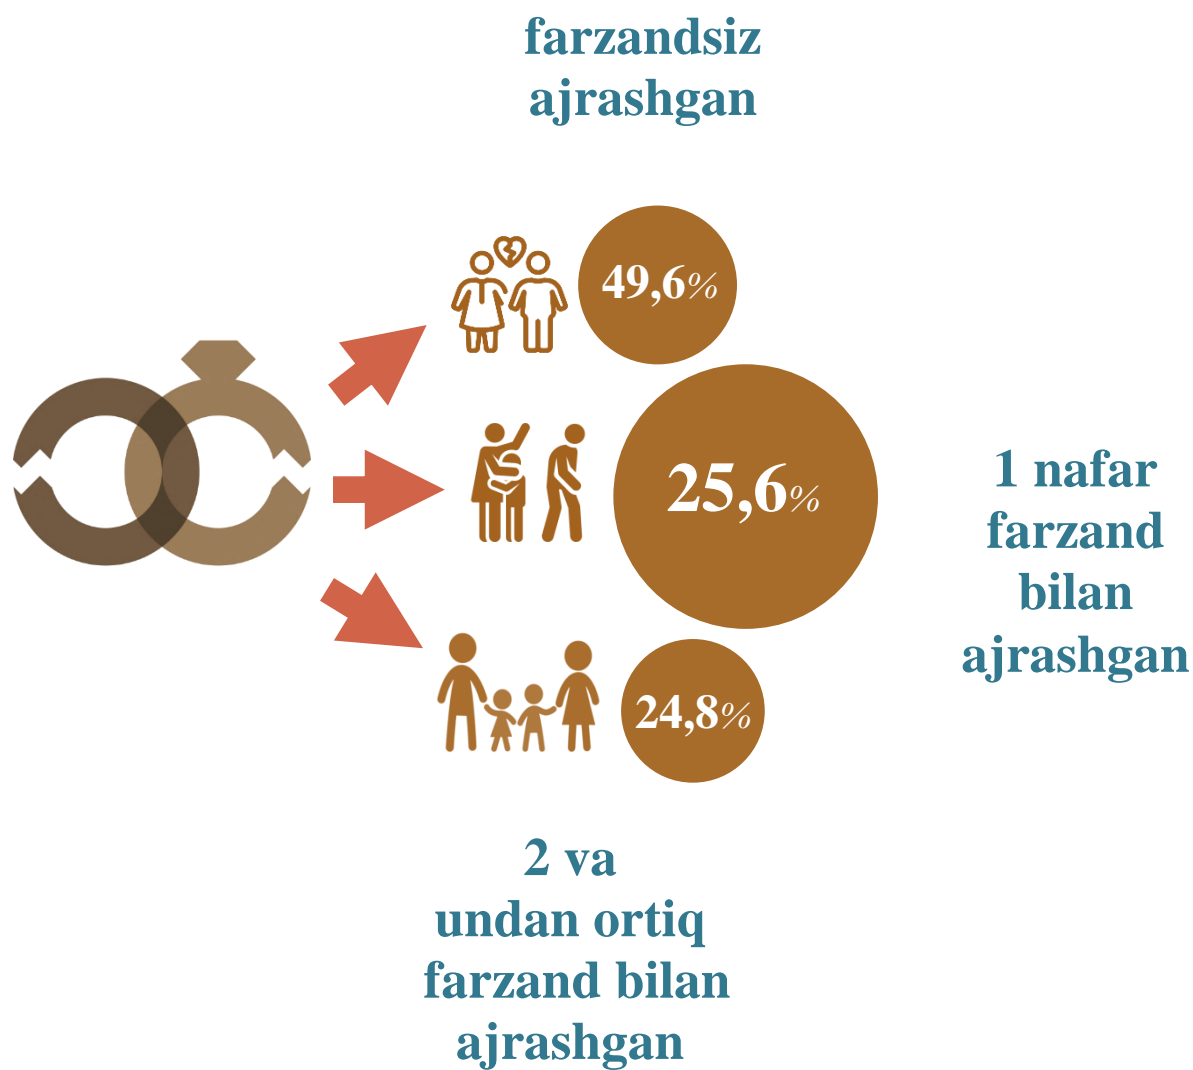 farzandsiz
ajrashgan
49,6%
25,6%
1 nafar
farzand
bilan
ajrashgan
24,8%
2 va
undan ortiq
farzand bilan
ajrashgan